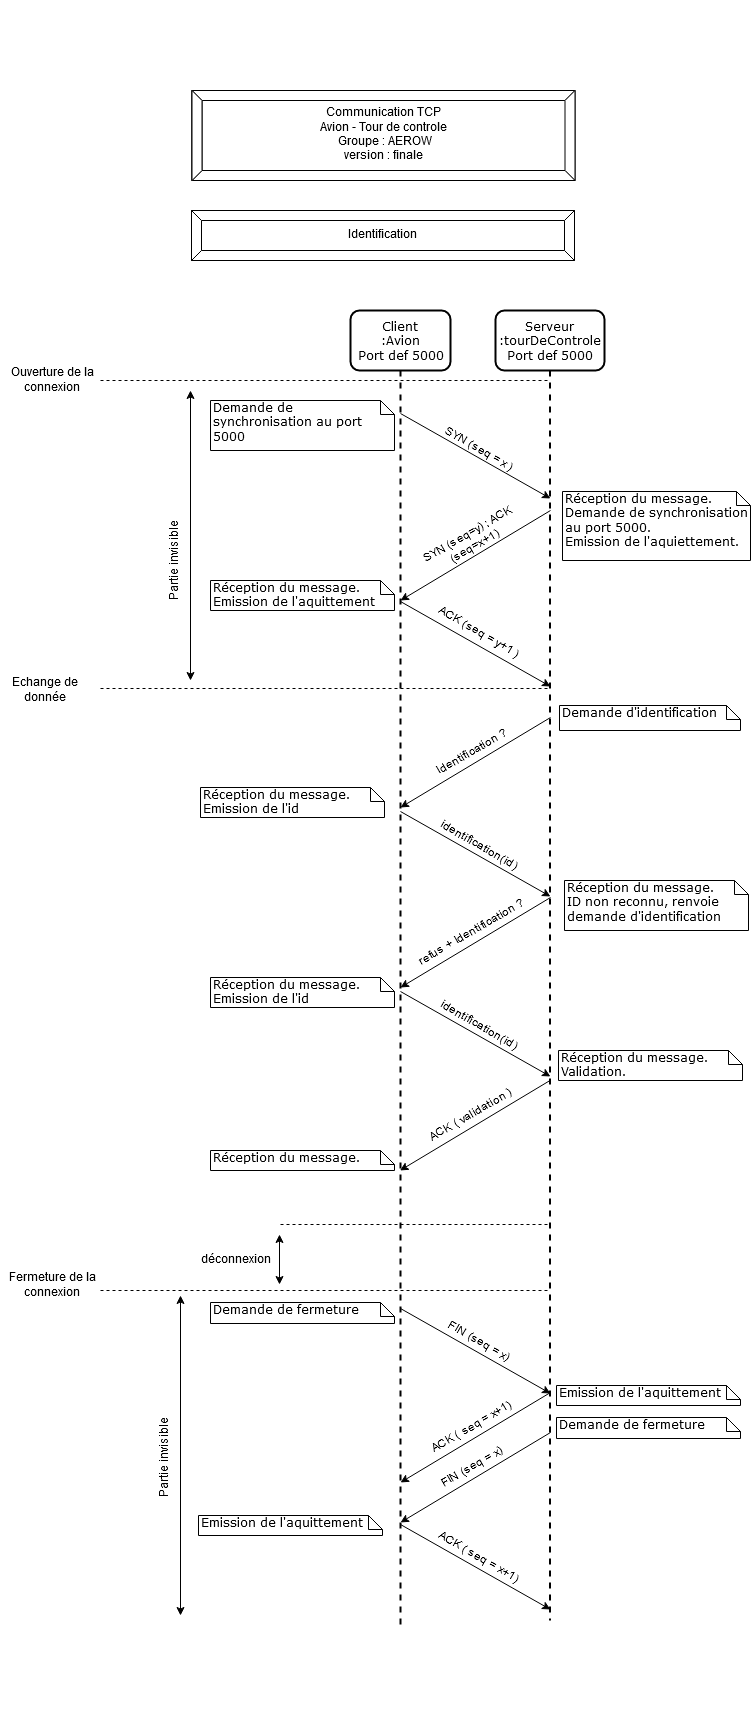 Communication TCP
Avion - Tour de controle
Groupe : AEROW
version : finale
Identification
Client
:Avion
Port def 5000
Serveur
:tourDeControle
Port def 5000
Ouverture de la
connexion
Demande de
synchronisation au port
5000
SYN (seq = x)
Réception du message.
Demande de synchronisation
au port 5000.
Emission de l'aquiettement.
SYN (seq=y) ; ACK
(seq=x+1)
Partie invisible
Réception du message.
Emission de l'aquittement
ACK (seq = y+1)
Echange de
donnée
Demande d'identification
Identification ?
Réception du message.
Emission de l'id
identification(id)
Réception du message.
ID non reconnu, renvoie
demande d'identification
refus + Identification ?
Réception du message.
Emission de l'id
identification(id)
Réception du message.
Validation.
ACK ( validation )
Réception du message.
déconnexion
Fermeture de la
connexion
Demande de fermeture
FIN (seq = x)
Emission de l'aquittement
ACK ( seq = x+1)
Demande de fermeture
FIN (seq = x)
Partie invisible
Emission de l'aquittement
ACK ( seq = x+1)